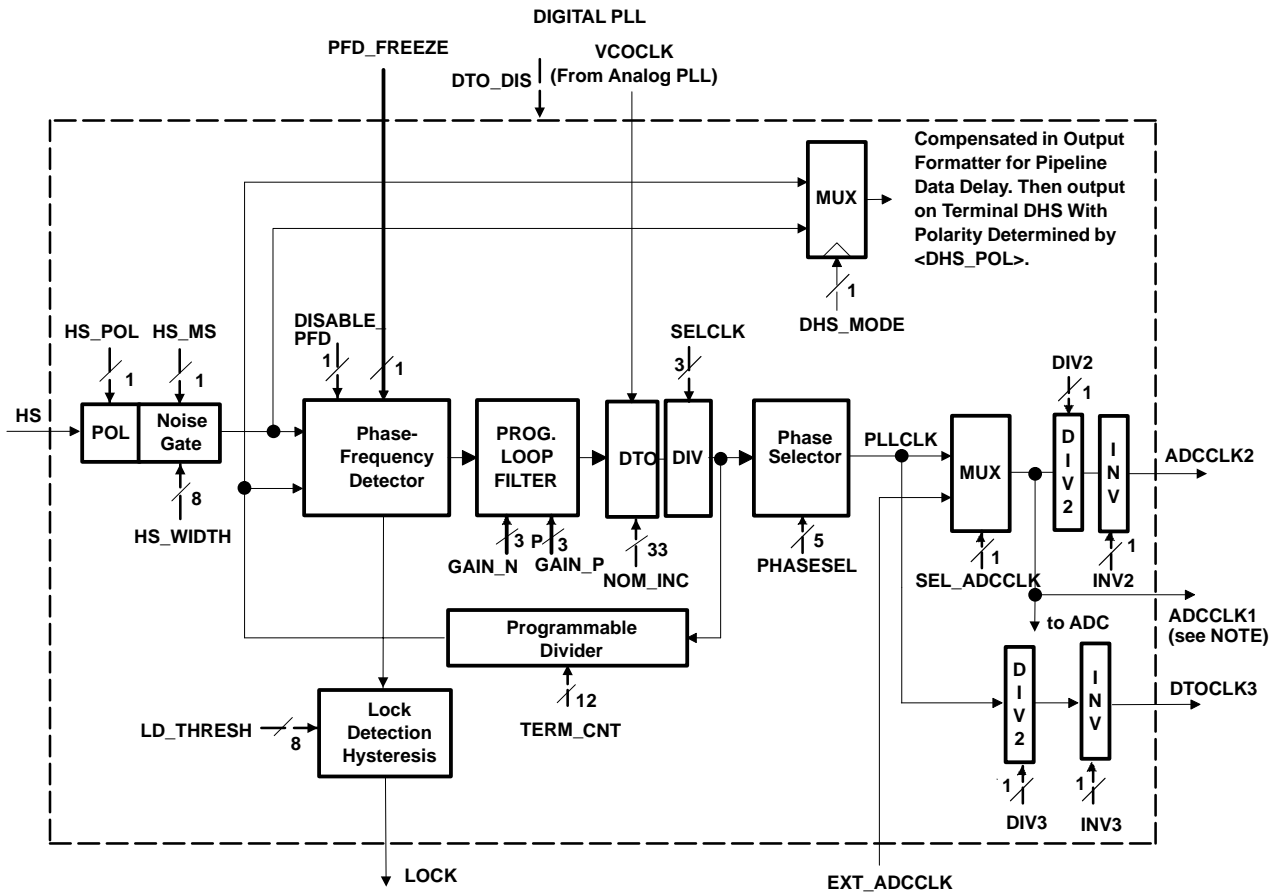 DIGITAL PLL
PFD_FREEZE
VCOCLK
(From Analog PLL)
DTO_DIS
Compensated in Output
Formatter for Pipeline
Data Delay. Then output
on Terminal DHS With
Polarity Determined by
<DHS_POL>.
MUX
1
DHS_MODE
HS_POL
HS_MS
DISABLE_
PFD
SELCLK
1
1
1
1
3
DIV2
1
HS
POL
Noise
Gate
Phase-
Frequency
Detector
PROG.
LOOP
FILTER
DTO
DIV
Phase
Selector
PLLCLK
MUX
DIV2
INV
ADCCLK2
8
HS_WIDTH
3
GAIN_N
P
3
GAIN_P
33
NOM_INC
5
PHASESEL
1
SEL_ADCCLK
1
INV2
ADCCLK1
(see NOTE)
to ADC
Programmable
Divider
12
TERM_CNT
DIV2
INV
DTOCLK3
LD_THRESH
8
Lock
Detection
Hysteresis
1
DIV3
1
INV3
LOCK
EXT_ADCCLK